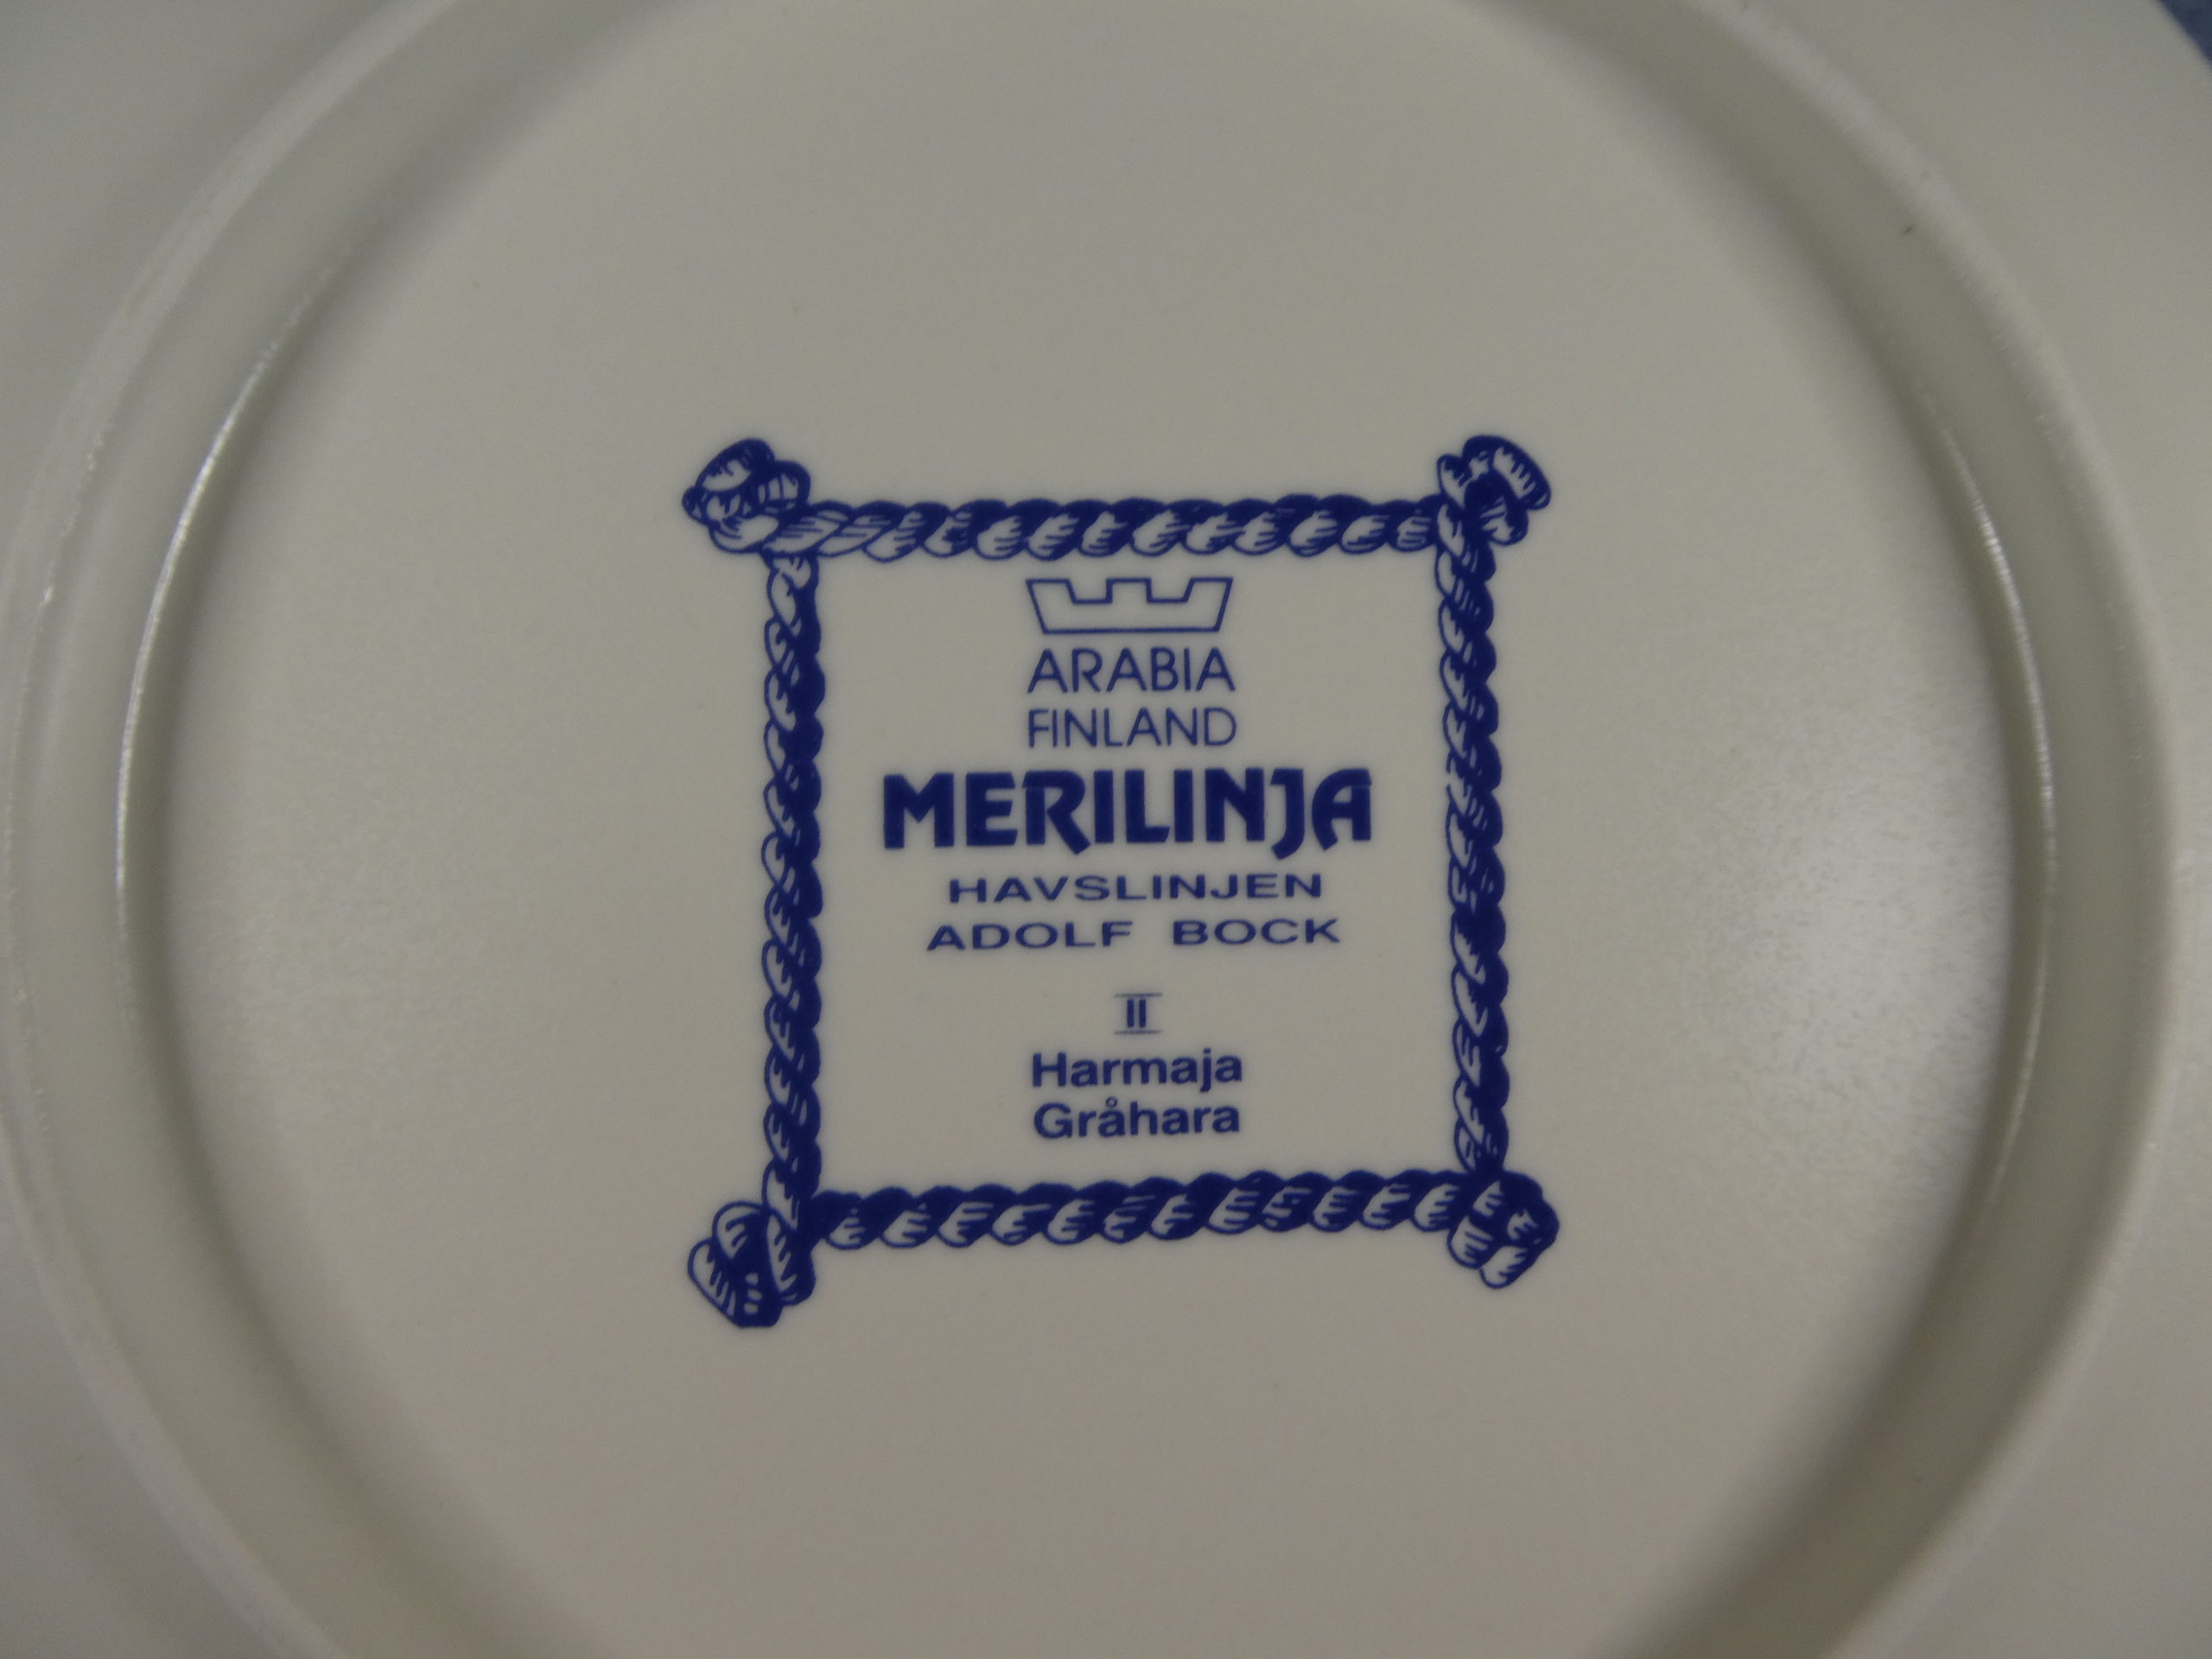 ARABIA
FINLAND
MERILINJA
HAVSLINJEN
ADOLF BOCK
II
Harmaja
Gråhara